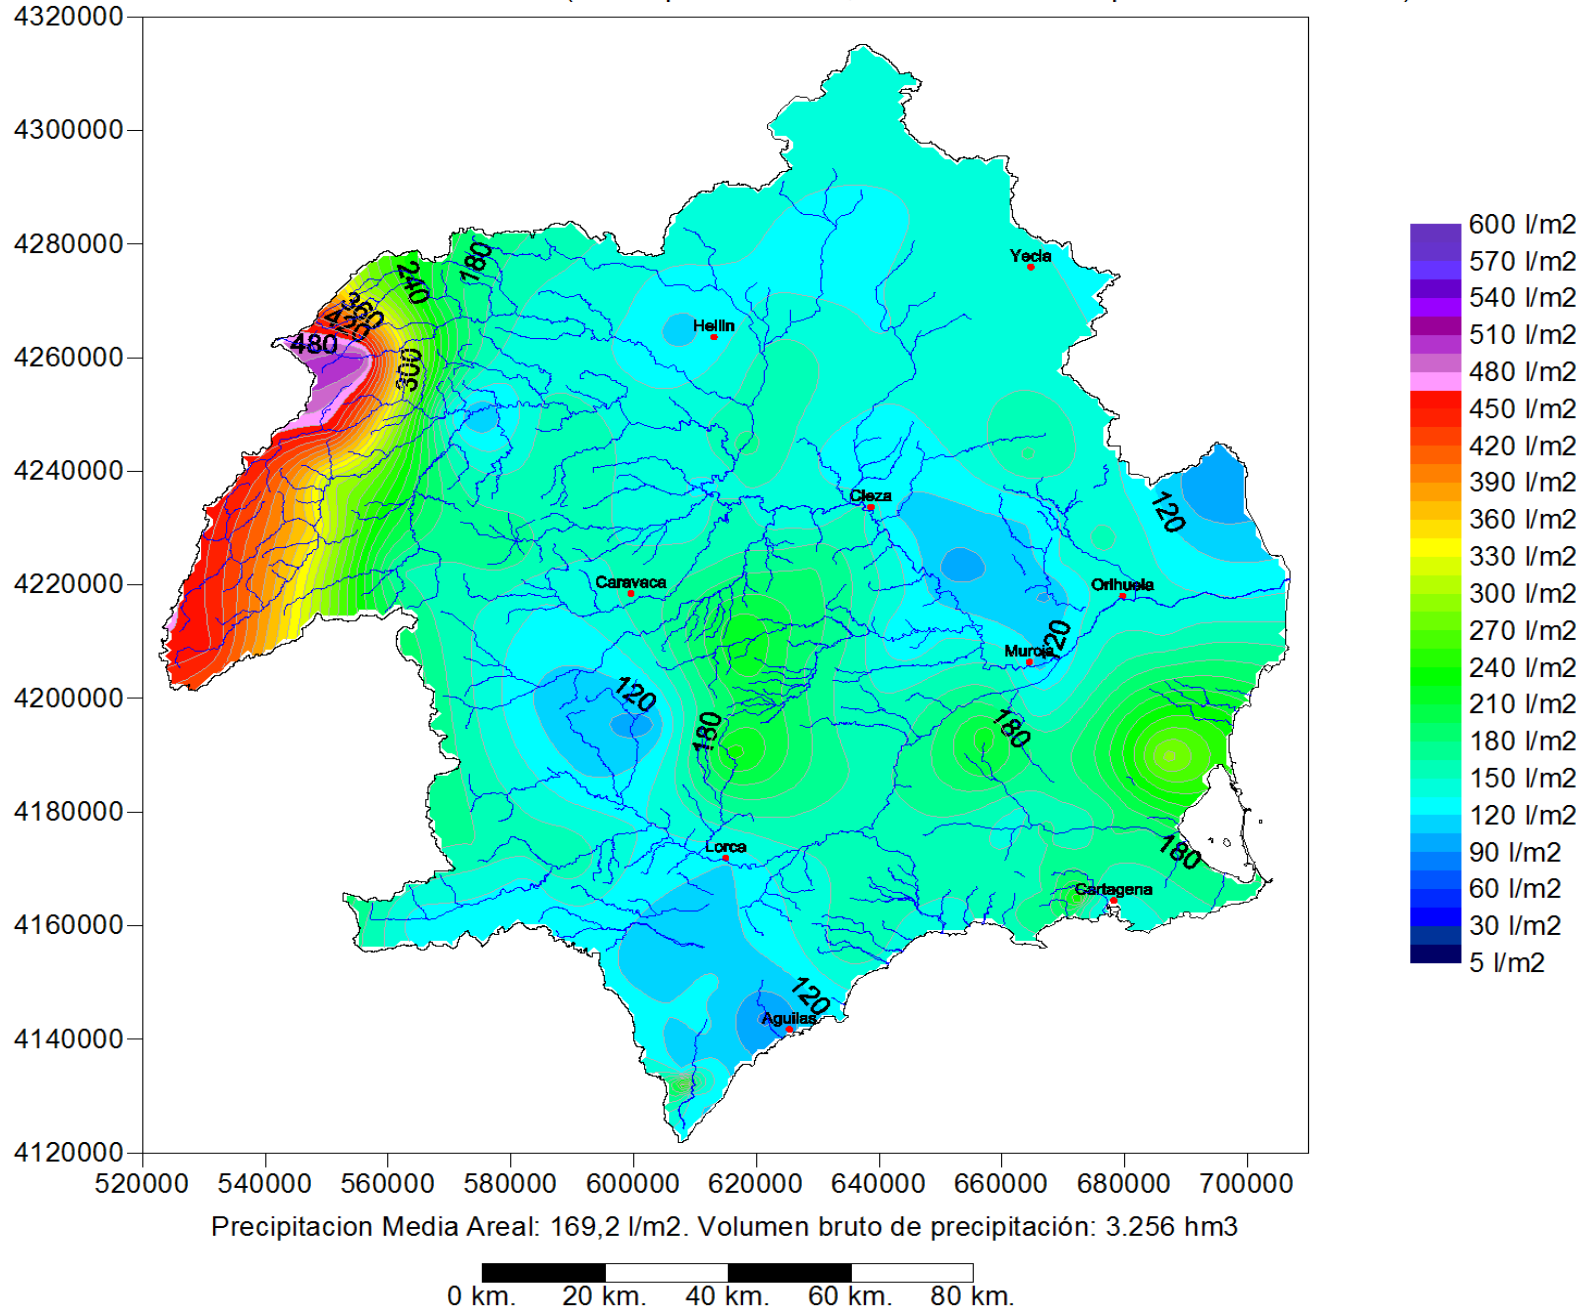 4320000
4300000
4280000
4260000
4240000
4220000
4200000
4180000
4160000
4140000
4120000
520000 540000 560000 580000 600000 620000 640000 660000 680000 700000
240
180
360
420
480
300
Yecla
Hellin
Cieza
120
Caravaca
Orihuela
120
Murcia
120
180
180
Lorca
180
Cartagena
120
Aguilas
600 l/m2
570 l/m2
540 l/m2
510 l/m2
480 l/m2
450 l/m2
420 l/m2
390 l/m2
360 l/m2
330 l/m2
300 l/m2
270 l/m2
240 l/m2
210 l/m2
180 l/m2
150 l/m2
120 l/m2
90 l/m2
60 l/m2
30 l/m2
5 l/m2
Precipitacion Media Areal: 169,2 l/m2. Volumen bruto de precipitación: 3.256 hm3
0 km. 20 km. 40 km. 60 km. 80 km.